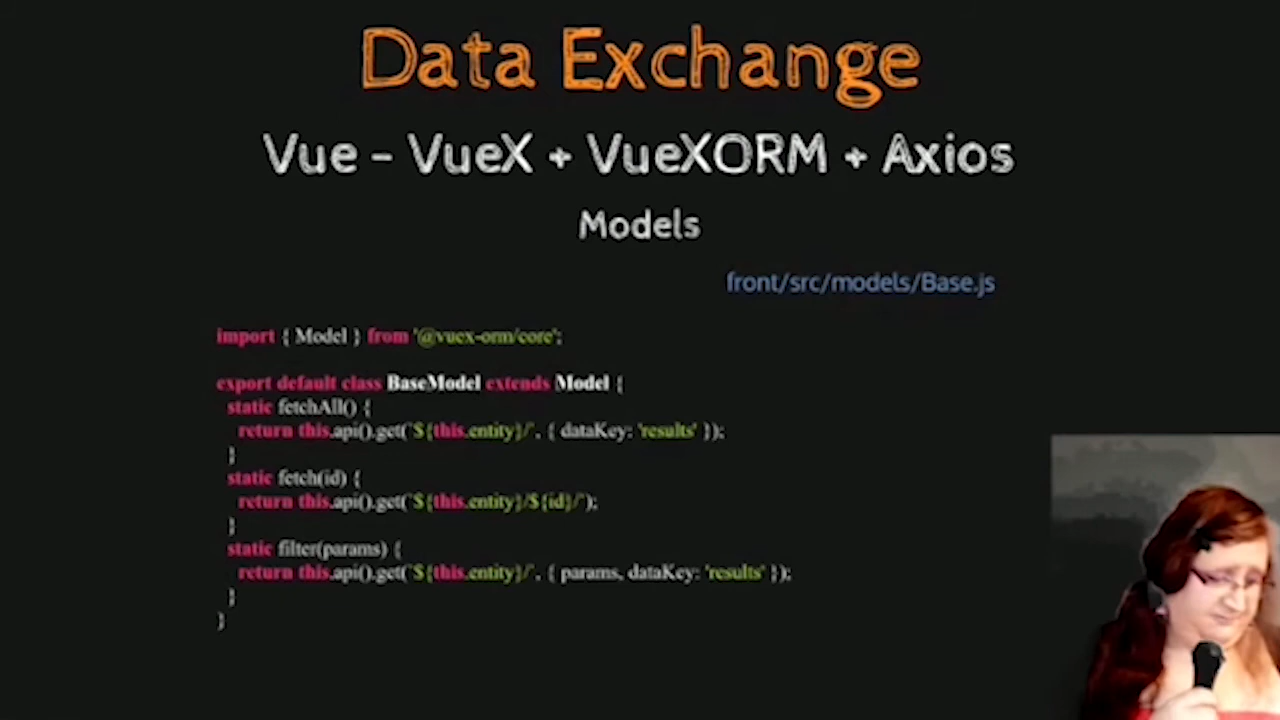 Data Exchange
Vue - VueX + VueXORM + Axios
Models
front/src/models/Base.js
import { Model } from '@vuex-orm/core';
export default class BaseModel extends Model {
static fetchAll() {
return this.api().get(`${this.entity}/`, { dataKey: 'results' });
}
static fetch(id) {
return this.api().get(`${this.entity}/${id}/`);
}
static filter(params) {
return this.api().get(`${this.entity}/`, { params, dataKey: 'results' });
}
}